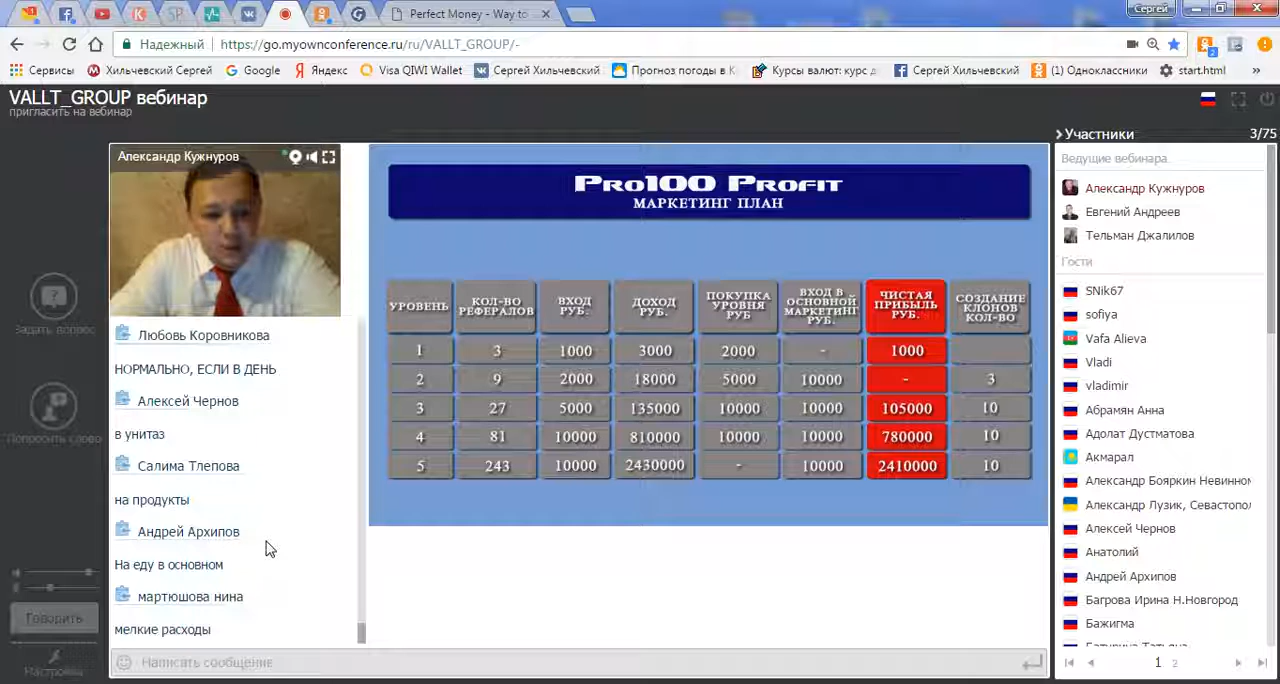 Perfect Money - Way to
Сергей
Надежный
https://go.myownconference.ru/ru/VALLT_GROUP/-
Сервисы
Хильчевский Сергей
Google
Яндекс
Visa QIWI Wallet
Сергей Хильчевский
Прогноз погоды в К
Курсы валют: курс д
Сергей Хильчевский
(1) Одноклассники
start.html
»
VALLT_GROUP вебинар
пригласить на вебинар
Задать вопрос
Попросить слово
Говорить
Настройки
Александр Кужнуров
Любовь Коровникова
НОРМАЛЬНО, ЕСЛИ В ДЕНЬ
Алексей Чернов
в унитаз
Салима Тлепова
на продукты
Андрей Архипов
На еду в основном
мартюшова нина
мелкие расходы
Написать сообщение
PRO100 PROFIT
МАРКЕТИНГ ПЛАН
УРОВЕНЬ
КОЛ-ВО РЕФЕРАЛОВ
ВХОД РУБ.
ДОХОД РУБ.
ПОКУПКА УРОВНЯ РУБ
ВХОД В ОСНОВНОЙ МАРКЕТИНГ РУБ.
ЧИСТАЯ ПРИБЫЛЬ РУБ.
СОЗДАНИЕ КЛОНОВ КОЛ-ВО
1 3 1000 3000 2000 - 1000
2 9 2000 18000 5000 10000 - 3
3 27 5000 135000 10000 10000 105000 10
4 81 10000 810000 10000 10000 780000 10
5 243 10000 2430000 - 10000 2410000 10
Участники 3/75
Ведущие вебинара
Александр Кужнуров
Евгений Андреев
Тельман Джалилов
Гости
SNik67
sofiya
Vafa Alieva
Vladi
vladimir
Абрамян Анна
Адолат Дустматова
Акмарал
Александр Бояркин Невинном
Александр Лузик, Севастопол
Алексей Чернов
Анатолий
Андрей Архипов
Багрова Ирина Н.Новгород
Бажигма
1 2